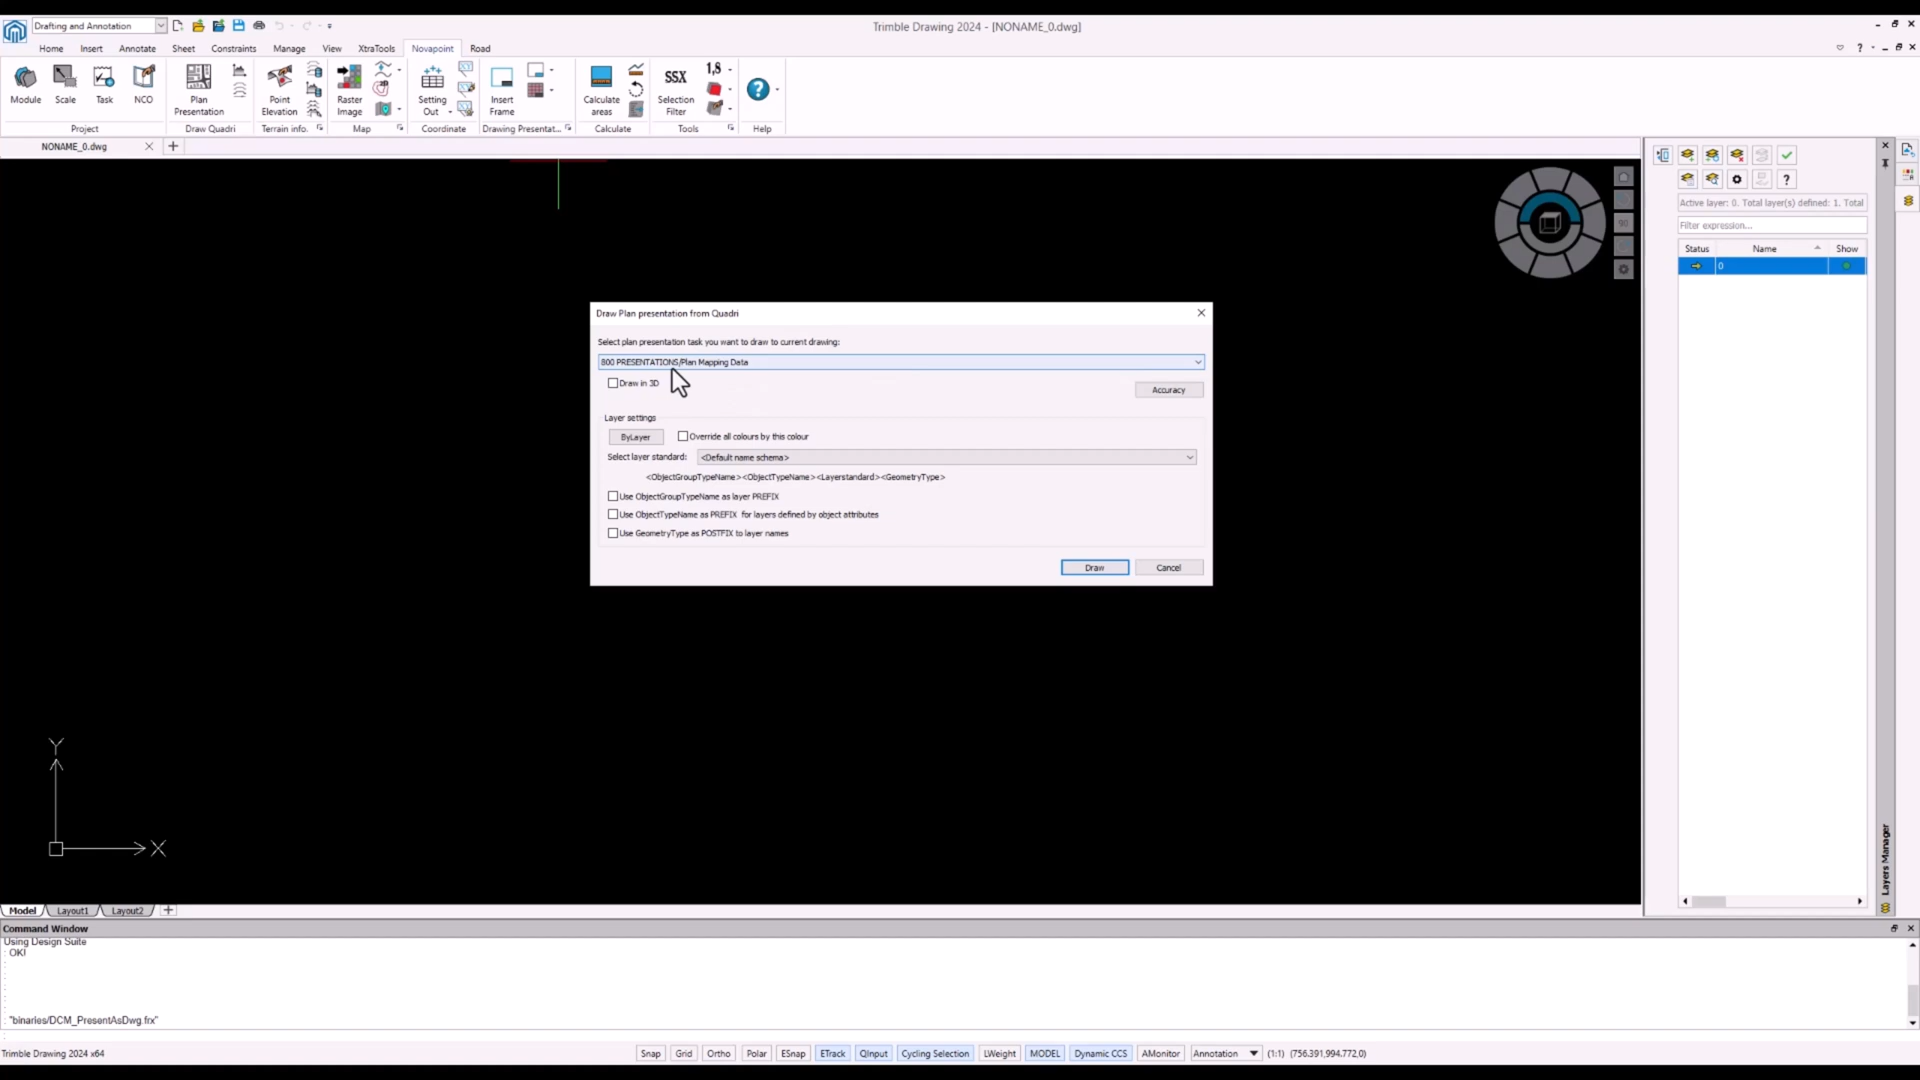 Drafting and Annotation
Trimble Drawing 2024 - [NONAME_0.dwg]
Home Insert Annotate Sheet Constraints Manage View XtraTools Novapoint Road
Module Scale Task NCO
Project
Plan Presentation
Draw Quadri
Point Elevation
Terrain info.
Raster Image
Map
Setting Out
Coordinate
Insert Frame
Drawing Presentat...
Calculate areas
Calculate
SSX
Selection Filter
1,8
Tools
Help
NONAME_0.dwg
Active layer: 0. Total layer(s) defined: 1. Total
Filter expression...
Status Name Show
0
Draw Plan presentation from Quadri
Select plan presentation task you want to draw to current drawing:
800 PRESENTATIONS/Plan Mapping Data
Draw in 3D
Accuracy
Layer settings
ByLayer
Override all colours by this colour
Select layer standard: <Default name schema>
<ObjectGroupTypeName><ObjectTypeName><Layerstandard><GeometryType>
Use ObjectGroupTypeName as layer PREFIX
Use ObjectTypeName as PREFIX for layers defined by object attributes
Use GeometryType as POSTFIX to layer names
Draw Cancel
Y
X
Layers Manager
Model Layout1 Layout2
Command Window
Using Design Suite
: OK!
:
:
:
:
: "binaries/DCM_PresentAsDwg.frx"
:
Trimble Drawing 2024 x64
Snap Grid Ortho Polar ESnap ETrack QInput Cycling Selection LWeight MODEL Dynamic CCS AMonitor Annotation (1:1) (756.391,994.772,0)